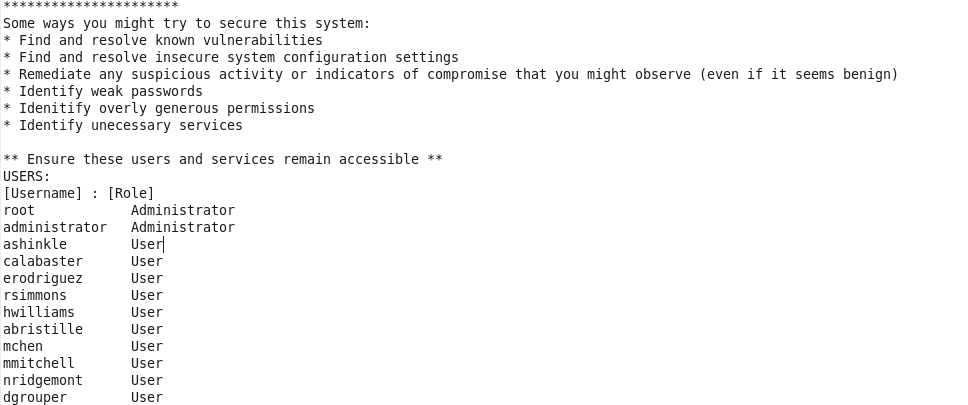 **********************
Some ways you might try to secure this system:
* Find and resolve known vulnerabilities
* Find and resolve insecure system configuration settings
* Remediate any suspicious activity or indicators of compromise that you might observe (even if it seems benign)
* Identify weak passwords
* Idenitify overly generous permissions
* Identify unecessary services

** Ensure these users and services remain accessible **
USERS:
[Username] : [Role]
root            Administrator
administrator   Administrator
ashinkle        User
calabaster      User
erodriguez      User
rsimmons        User
hwilliams       User
abristille      User
mchen           User
mmitchell       User
nridgemont      User
dgrouper        User